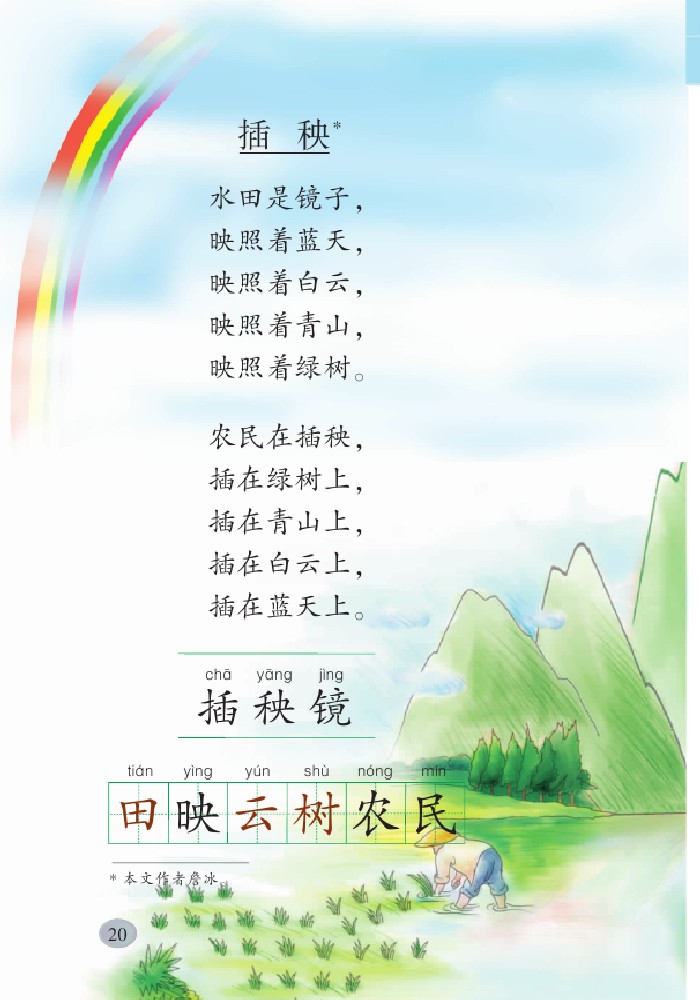 插 秧*
水田是镜子，
映照着蓝天，
映照着白云，
映照着青山，
映照着绿树。
农民在插秧，
插在绿树上，
插在青山上，
插在白云上，
插在蓝天上。
chā yāng jìng
插 秧 镜
tián yìng yún shù nóng mín
田 映 云 树 农 民
* 本文作者詹冰。
20